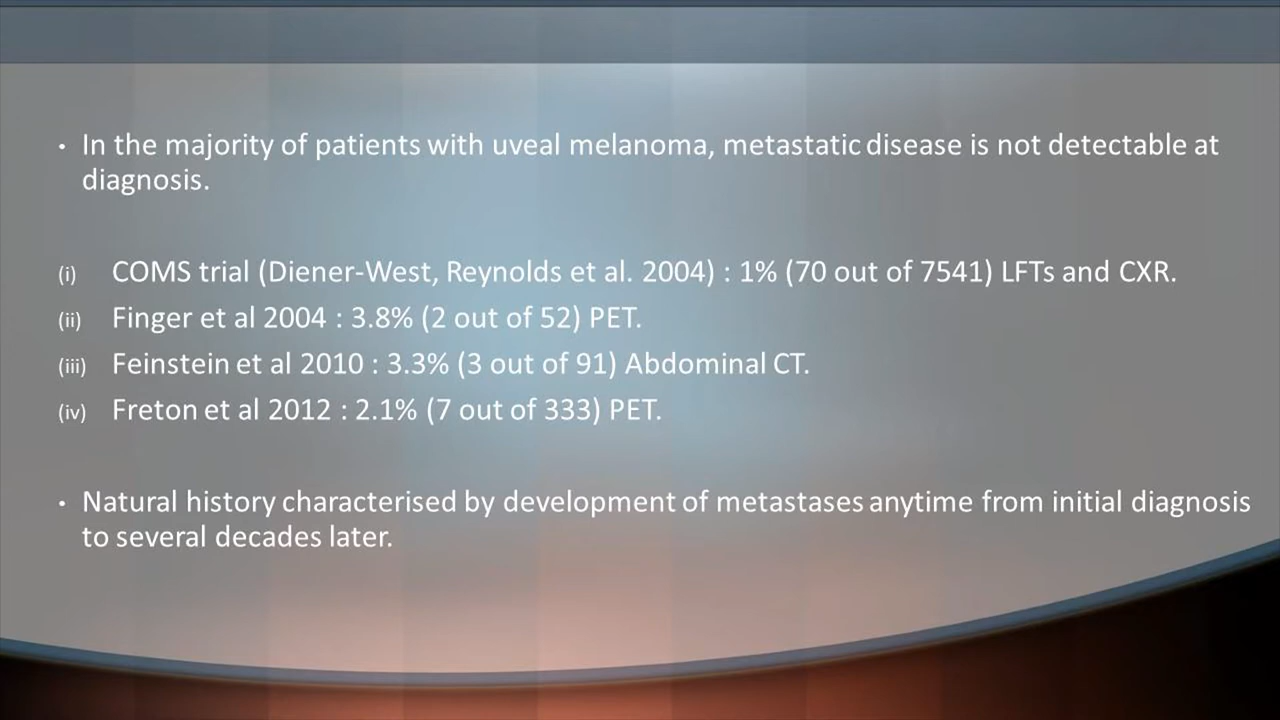 • In the majority of patients with uveal melanoma, metastatic disease is not detectable at
diagnosis.
(i) COMS trial (Diener-West, Reynolds et al. 2004) : 1% (70 out of 7541) LFTs and CXR.
(ii) Finger et al 2004 : 3.8% (2 out of 52) PET.
(iii) Feinstein et al 2010 : 3.3% (3 out of 91) Abdominal CT.
(iv) Freton et al 2012 : 2.1% (7 out of 333) PET.
• Natural history characterised by development of metastases anytime from initial diagnosis
to several decades later.